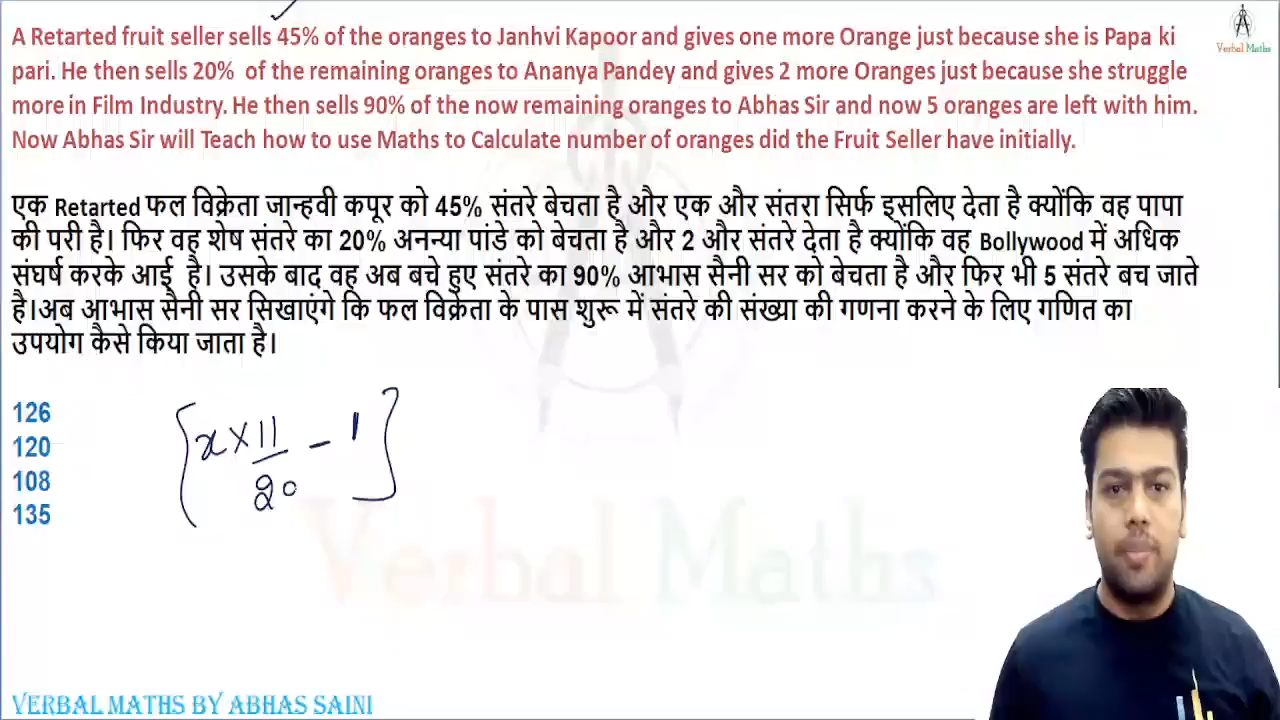 A Retarted fruit seller sells 45% of the oranges to Janhvi Kapoor and gives one more Orange just because she is Papa ki
pari. He then sells 20% of the remaining oranges to Ananya Pandey and gives 2 more Oranges just because she struggle
more in Film Industry. He then sells 90% of the now remaining oranges to Abhas Sir and now 5 oranges are left with him.
Now Abhas Sir will Teach how to use Maths to Calculate number of oranges did the Fruit Seller have initially.
Verbal Maths
एक Retarted फल विक्रेता जान्हवी कपूर को 45% संतरे बेचता है और एक और संतरा सिर्फ इसलिए देता है क्योंकि वह पापा
की परी है। फिर वह शेष संतरे का 20% अनन्या पांडे को बेचता है और 2 और संतरे देता है क्योंकि वह Bollywood में अधिक
संघर्ष करके आई है। उसके बाद वह अब बचे हुए संतरे का 90% आभास सैनी सर को बेचता है और फिर भी 5 संतरे बच जाते
है।अब आभास सैनी सर सिखाएंगे कि फल विक्रेता के पास शुरू में संतरे की संख्या की गणना करने के लिए गणित का
उपयोग कैसे किया जाता है।
126
120
108
135
[x × 11/20 - 1]
Verbal Maths
VERBAL MATHS BY ABHAS SAINI